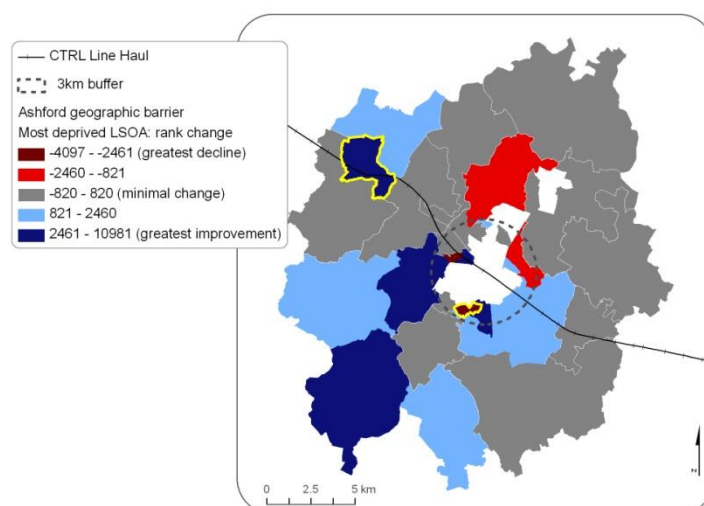 CTRL Line Haul
3km buffer
Ashford geographic barrier
Most deprived LSOA: rank change
-4097 - -2461 (greatest decline)
-2460 - -821
-820 - 820 (minimal change)
821 - 2460
2461 - 10981 (greatest improvement)
0 2.5 5 km
N